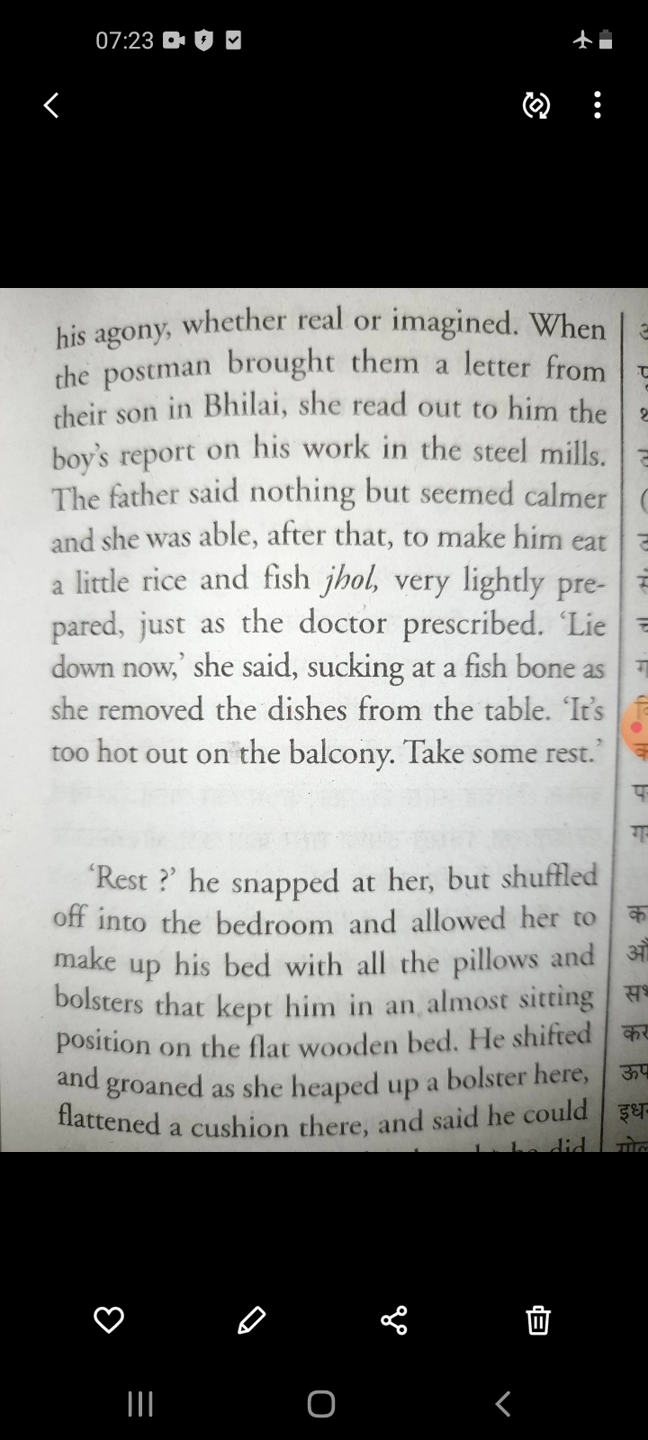 07:23
his agony, whether real or imagined. When
the postman brought them a letter from
their son in Bhilai, she read out to him the
boy's report on his work in the steel mills.
The father said nothing but seemed calmer
and she was able, after that, to make him eat
a little rice and fish jhol, very lightly pre-
pared, just as the doctor prescribed. 'Lie
down now,' she said, sucking at a fish bone as
she removed the dishes from the table. 'It's
too hot out on the balcony. Take some rest.'
'Rest ?' he snapped at her, but shuffled
off into the bedroom and allowed her to
make up his bed with all the pillows and
bolsters that kept him in an almost sitting
position on the flat wooden bed. He shifted
and groaned as she heaped up a bolster here,
flattened a cushion there, and said he could